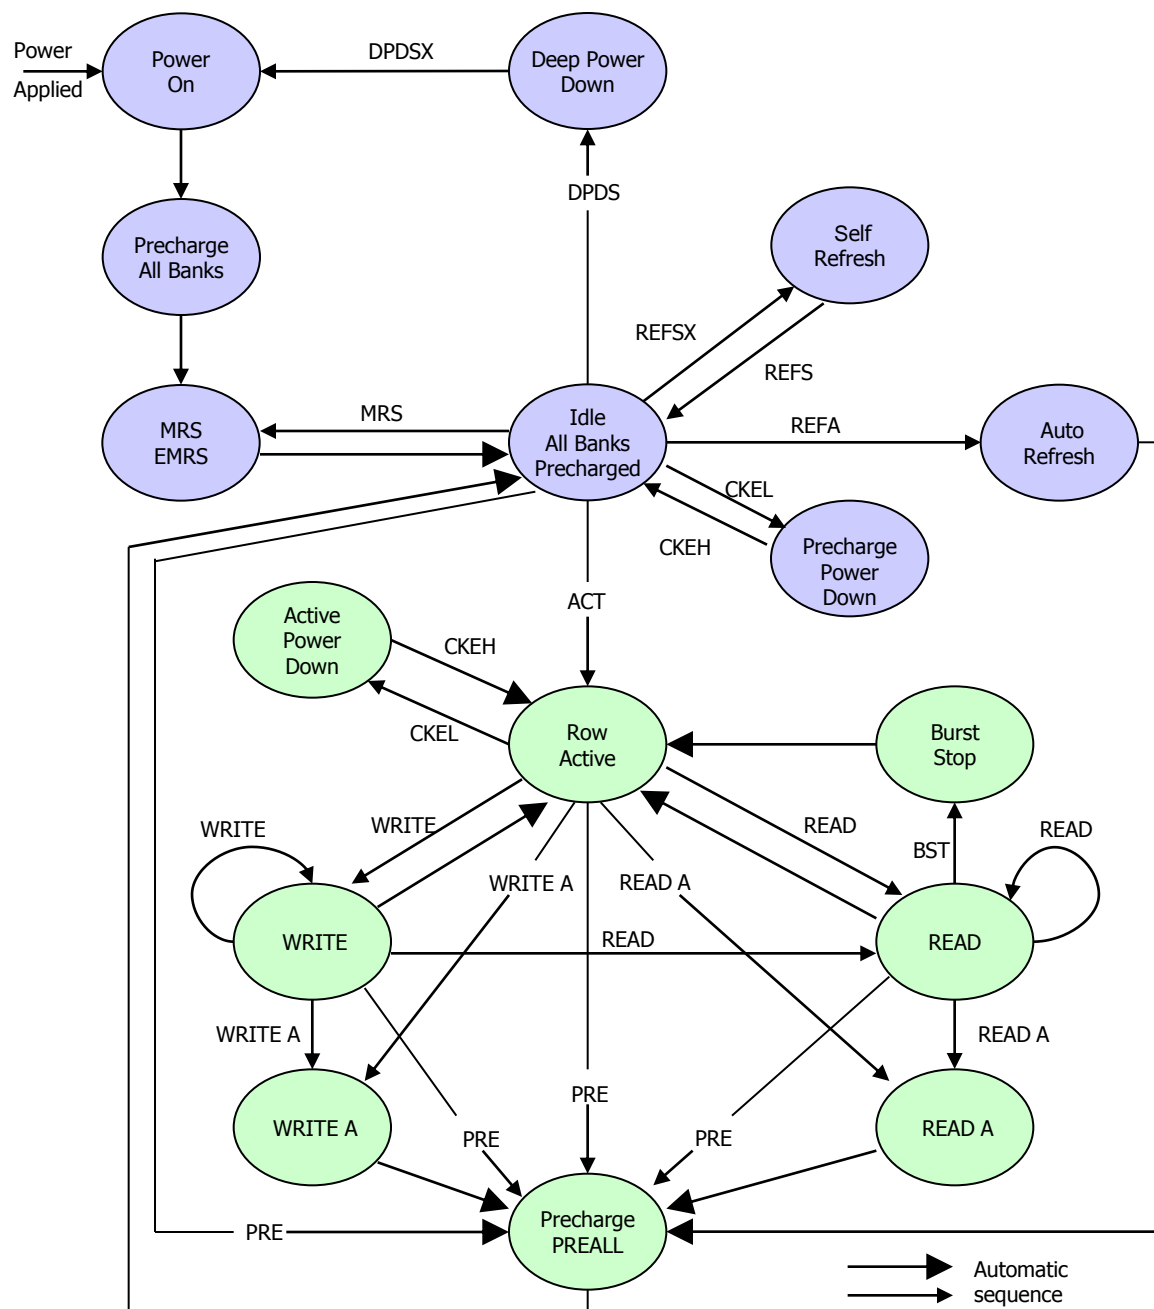 Power
Applied
Power
On
DPDSX
Deep Power
Down
DPDS
Precharge
All Banks
Self
Refresh
REFSX
REFS
MRS
EMRS
MRS
Idle
All Banks
Precharged
REFA
Auto
Refresh
CKEL
CKEH
Precharge
Power
Down
ACT
Active
Power
Down
CKEH
CKEL
Row
Active
Burst
Stop
WRITE
WRITE
READ
BST
READ
WRITE A
READ A
WRITE
READ
READ
WRITE A
READ A
WRITE A
PRE
PRE
PRE
READ A
PRE
Precharge
PREALL
Automatic
sequence